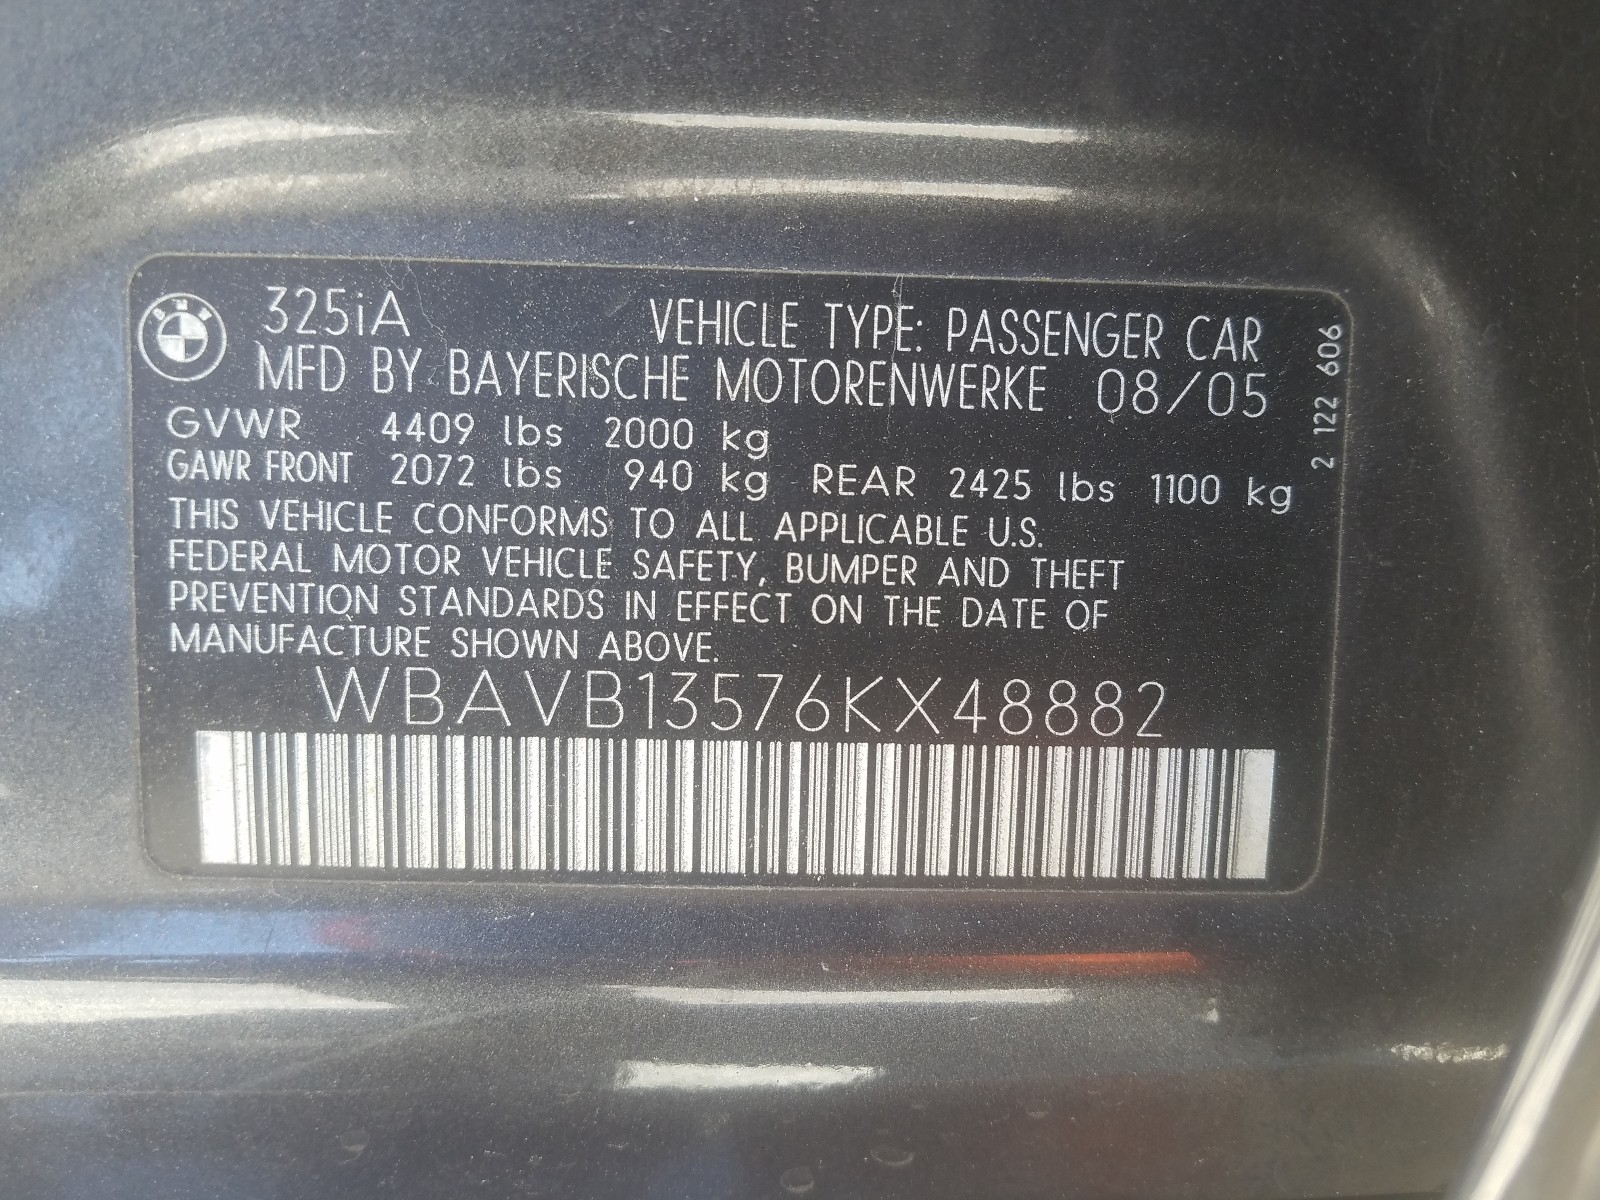 BMW
325iA VEHICLE TYPE: PASSENGER CAR
MFD BY BAYERISCHE MOTORENWERKE 08/05
GVWR 4409 lbs 2000 kg
GAWR FRONT 2072 lbs 940 kg REAR 2425 lbs 1100 kg
THIS VEHICLE CONFORMS TO ALL APPLICABLE U.S.
FEDERAL MOTOR VEHICLE SAFETY, BUMPER AND THEFT
PREVENTION STANDARDS IN EFFECT ON THE DATE OF
MANUFACTURE SHOWN ABOVE.
WBAVB13576KX48882
2 122 606